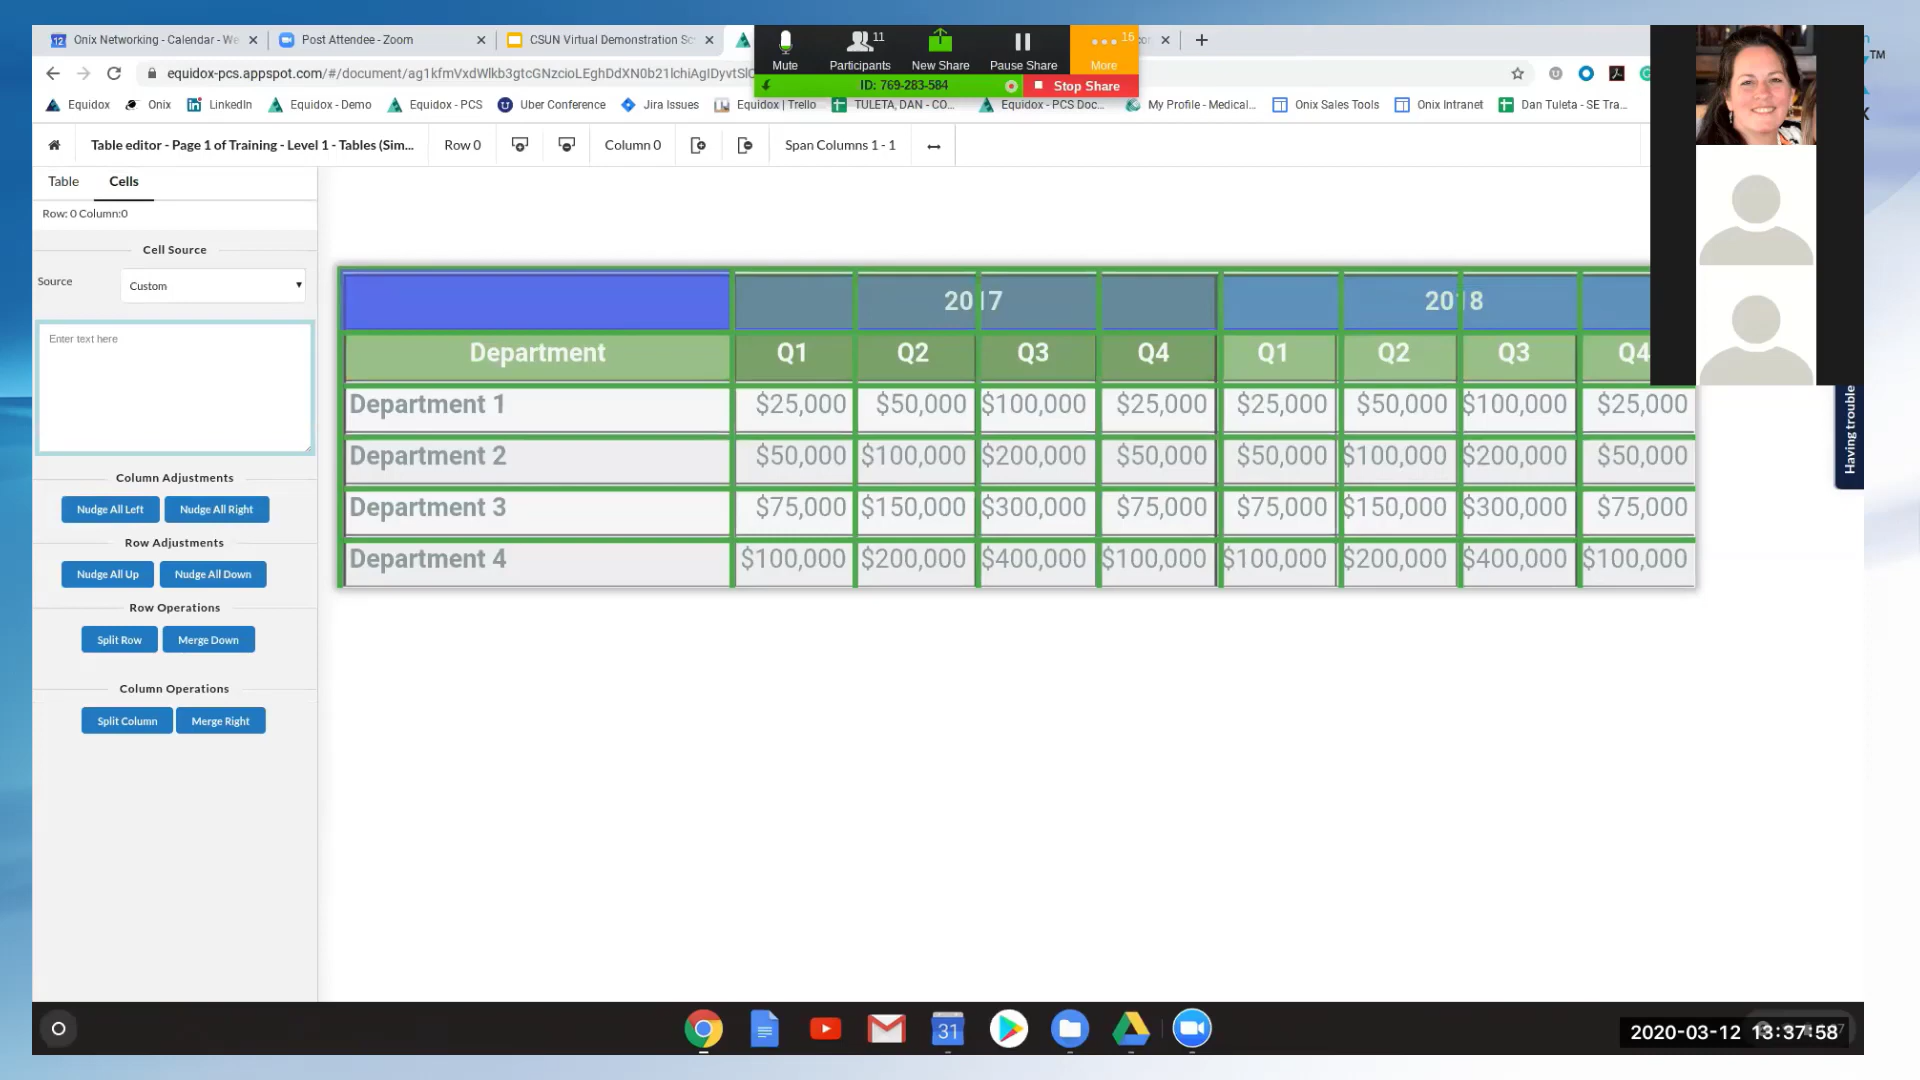 Onix Networking - Calendar - We
Post Attendee - Zoom
CSUN Virtual Demonstration Sc
Mute
Participants
11
New Share
Pause Share
More
16
ID: 769-283-584
Stop Share
equidox-pcs.appspot.com/#/document/ag1kfmVxdWlkb3gtcGNzcioLEghDdXN0b21lchiAgIDyvtSlC
Equidox
Onix
LinkedIn
Equidox - Demo
Equidox - PCS
Uber Conference
Jira Issues
Equidox | Trello
TULETA, DAN - CO...
Equidox - PCS Doc...
My Profile - Medical...
Onix Sales Tools
Onix Intranet
Dan Tuleta - SE Tra...
Table editor - Page 1 of Training - Level 1 - Tables (Sim...
Row 0
Column 0
Span Columns 1 - 1
Table
Cells
Row: 0 Column:0
Cell Source
Source
Custom
Enter text here
Column Adjustments
Nudge All Left
Nudge All Right
Row Adjustments
Nudge All Up
Nudge All Down
Row Operations
Split Row
Merge Down
Column Operations
Split Column
Merge Right
2017 2018
Department Q1 Q2 Q3 Q4 Q1 Q2 Q3 Q4
Department 1 $25,000 $50,000 $100,000 $25,000 $25,000 $50,000 $100,000 $25,000
Department 2 $50,000 $100,000 $200,000 $50,000 $50,000 $100,000 $200,000 $50,000
Department 3 $75,000 $150,000 $300,000 $75,000 $75,000 $150,000 $300,000 $75,000
Department 4 $100,000 $200,000 $400,000 $100,000 $100,000 $200,000 $400,000 $100,000
Having trouble
TM
31
2020-03-12 13:37:58